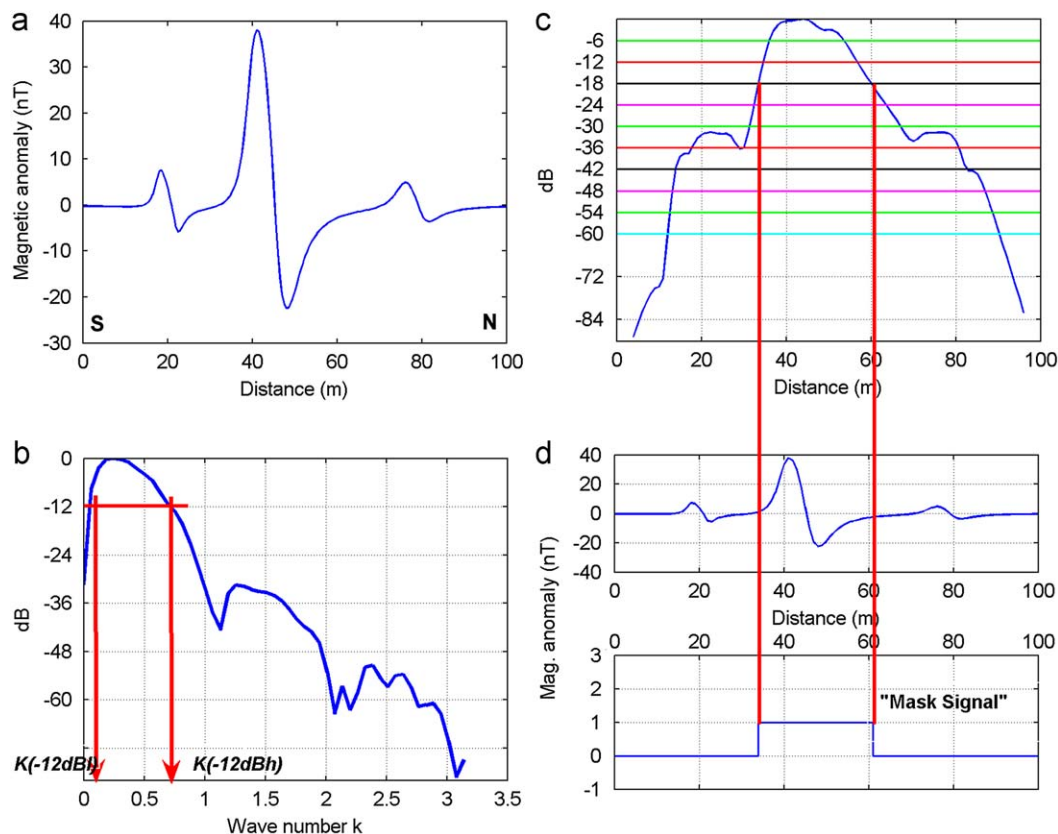 a
40
30
20
10
0
-10
-20
-30
Magnetic anomaly (nT)
S
N
0 20 40 60 80 100
Distance (m)
c
-6
-12
-18
-24
-30
-36
-42
-48
-54
-60
-72
-84
dB
0 20 40 60 80 100
Distance (m)
b
0
-12
-24
-36
-48
-60
dB
K(-12dBl)
K(-12dBh)
0 0.5 1 1.5 2 2.5 3 3.5
Wave number k
d
40
20
0
-20
-40
Mag. anomaly (nT)
0 20 40 60 80 100
Distance (m)
0 20 40 60 80 100
3
2
1
0
-1
"Mask Signal"